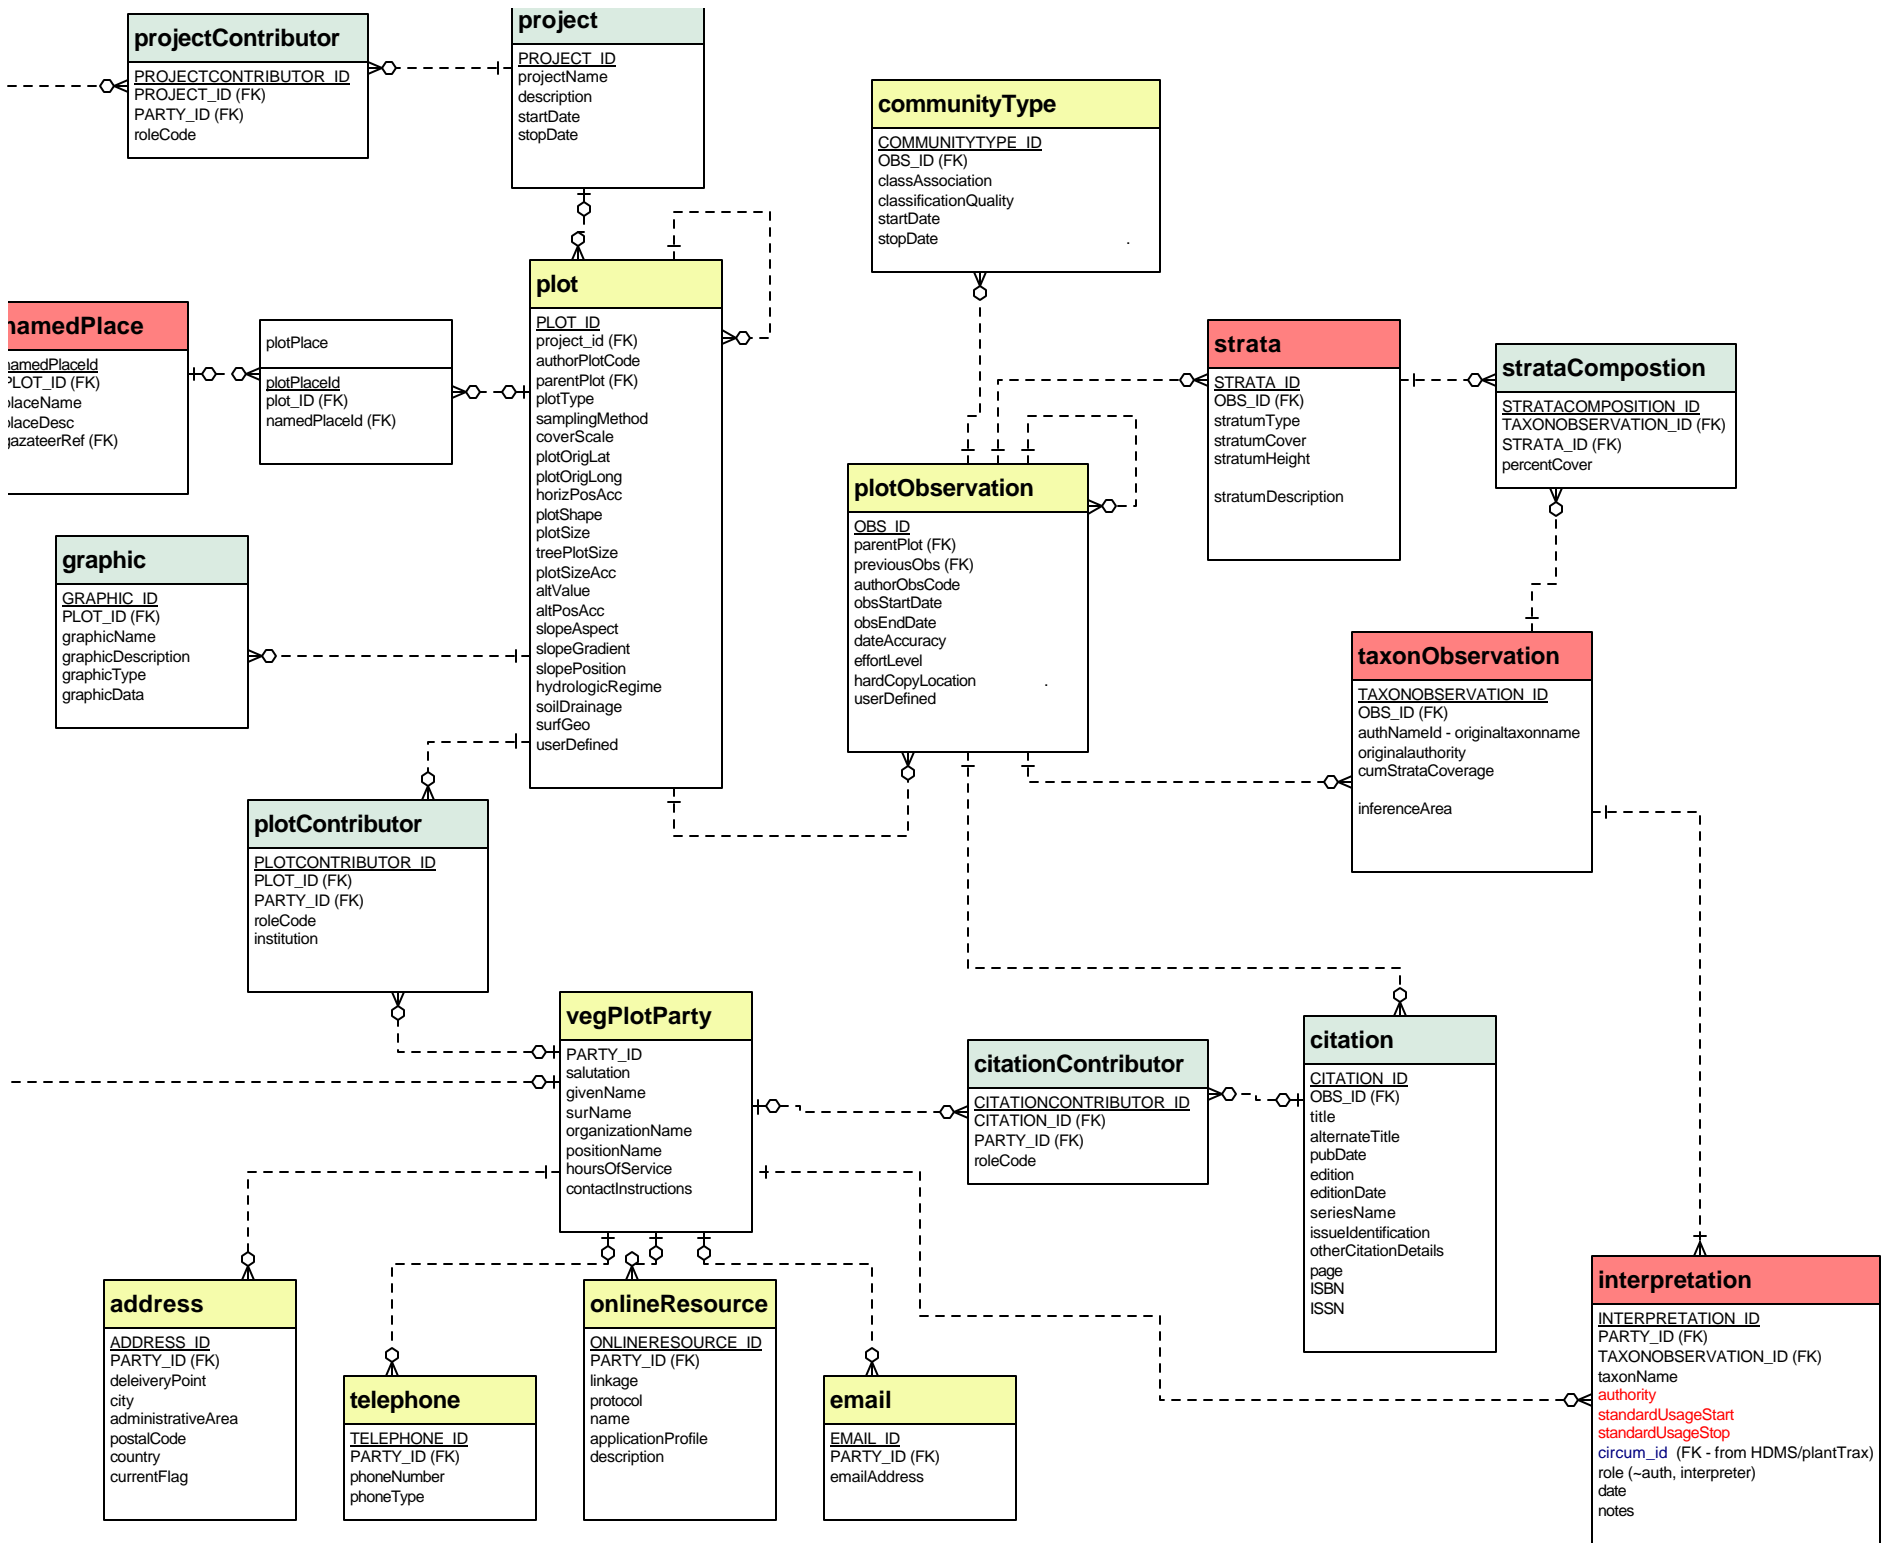 projectContributor
PROJECTCONTRIBUTOR_ID
PROJECT_ID (FK)
PARTY_ID (FK)
roleCode
project
PROJECT_ID
projectName
description
startDate
stopDate
communityType
COMMUNITYTYPE_ID
OBS_ID (FK)
classAssociation
classificationQuality
startDate
stopDate .
namedPlace
namedPlaceId
PLOT_ID (FK)
placeName
placeDesc
gazateerRef (FK)
plotPlace
plotPlaceId
plot_ID (FK)
namedPlaceId (FK)
plot
PLOT_ID
project_id (FK)
authorPlotCode
parentPlot (FK)
plotType
samplingMethod
coverScale
plotOrigLat
plotOrigLong
horizPosAcc
plotShape
plotSize
treePlotSize
plotSizeAcc
altValue
altPosAcc
slopeAspect
slopeGradient
slopePosition
hydrologicRegime
soilDrainage
surfGeo
userDefined
strata
STRATA_ID
OBS_ID (FK)
stratumType
stratumCover
stratumHeight
stratumDescription
strataCompostion
STRATACOMPOSITION_ID
TAXONOBSERVATION_ID (FK)
STRATA_ID (FK)
percentCover
plotObservation
OBS_ID
parentPlot (FK)
previousObs (FK)
authorObsCode
obsStartDate
obsEndDate
dateAccuracy
effortLevel
hardCopyLocation .
userDefined
graphic
GRAPHIC_ID
PLOT_ID (FK)
graphicName
graphicDescription
graphicType
graphicData
taxonObservation
TAXONOBSERVATION_ID
OBS_ID (FK)
authNameId - originaltaxonname
originalauthority
cumStrataCoverage
inferenceArea
plotContributor
PLOTCONTRIBUTOR_ID
PLOT_ID (FK)
PARTY_ID (FK)
roleCode
institution
vegPlotParty
PARTY_ID
salutation
givenName
surName
organizationName
positionName
hoursOfService
contactInstructions
citationContributor
CITATIONCONTRIBUTOR_ID
CITATION_ID (FK)
PARTY_ID (FK)
roleCode
citation
CITATION_ID
OBS_ID (FK)
title
alternateTitle
pubDate
edition
editionDate
seriesName
issueIdentification
otherCitationDetails
page
ISBN
ISSN
address
ADDRESS_ID
PARTY_ID (FK)
deleiveryPoint
city
administrativeArea
postalCode
country
currentFlag
telephone
TELEPHONE_ID
PARTY_ID (FK)
phoneNumber
phoneType
onlineResource
ONLINERESOURCE_ID
PARTY_ID (FK)
linkage
protocol
name
applicationProfile
description
email
EMAIL_ID
PARTY_ID (FK)
emailAddress
interpretation
INTERPRETATION_ID
PARTY_ID (FK)
TAXONOBSERVATION_ID (FK)
taxonName
authority
standardUsageStart
standardUsageStop
circum_id (FK - from HDMS/plantTrax)
role (~auth, interpreter)
date
notes